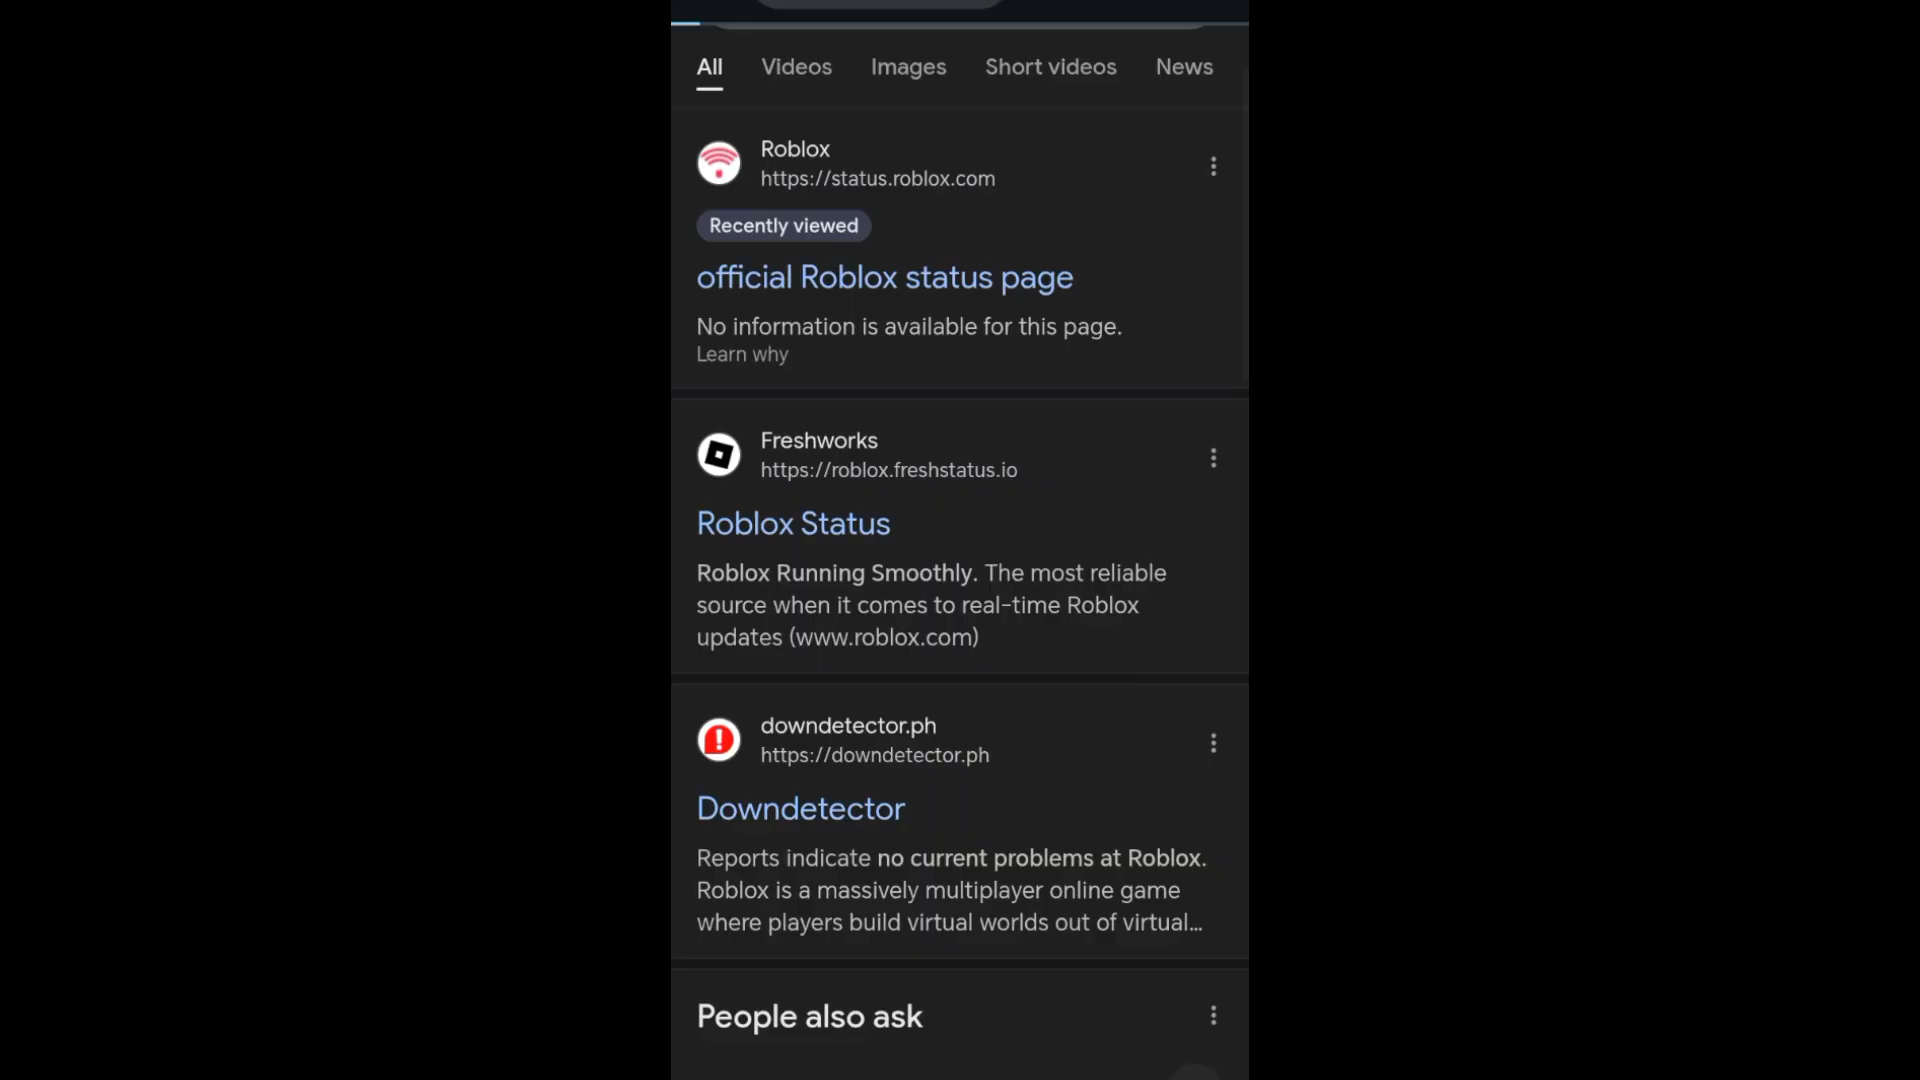 All Videos Images Short videos News
Roblox
https://status.roblox.com
Recently viewed
official Roblox status page
No information is available for this page.
Learn why
Freshworks
https://roblox.freshstatus.io
Roblox Status
Roblox Running Smoothly. The most reliable
source when it comes to real-time Roblox
updates (www.roblox.com)
downdetector.ph
https://downdetector.ph
Downdetector
Reports indicate no current problems at Roblox.
Roblox is a massively multiplayer online game
where players build virtual worlds out of virtual...
People also ask